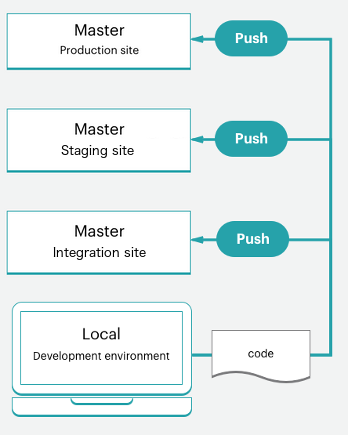 Master
Production site
Push
Master
Staging site
Push
Master
Integration site
Push
Local
Development environment
code